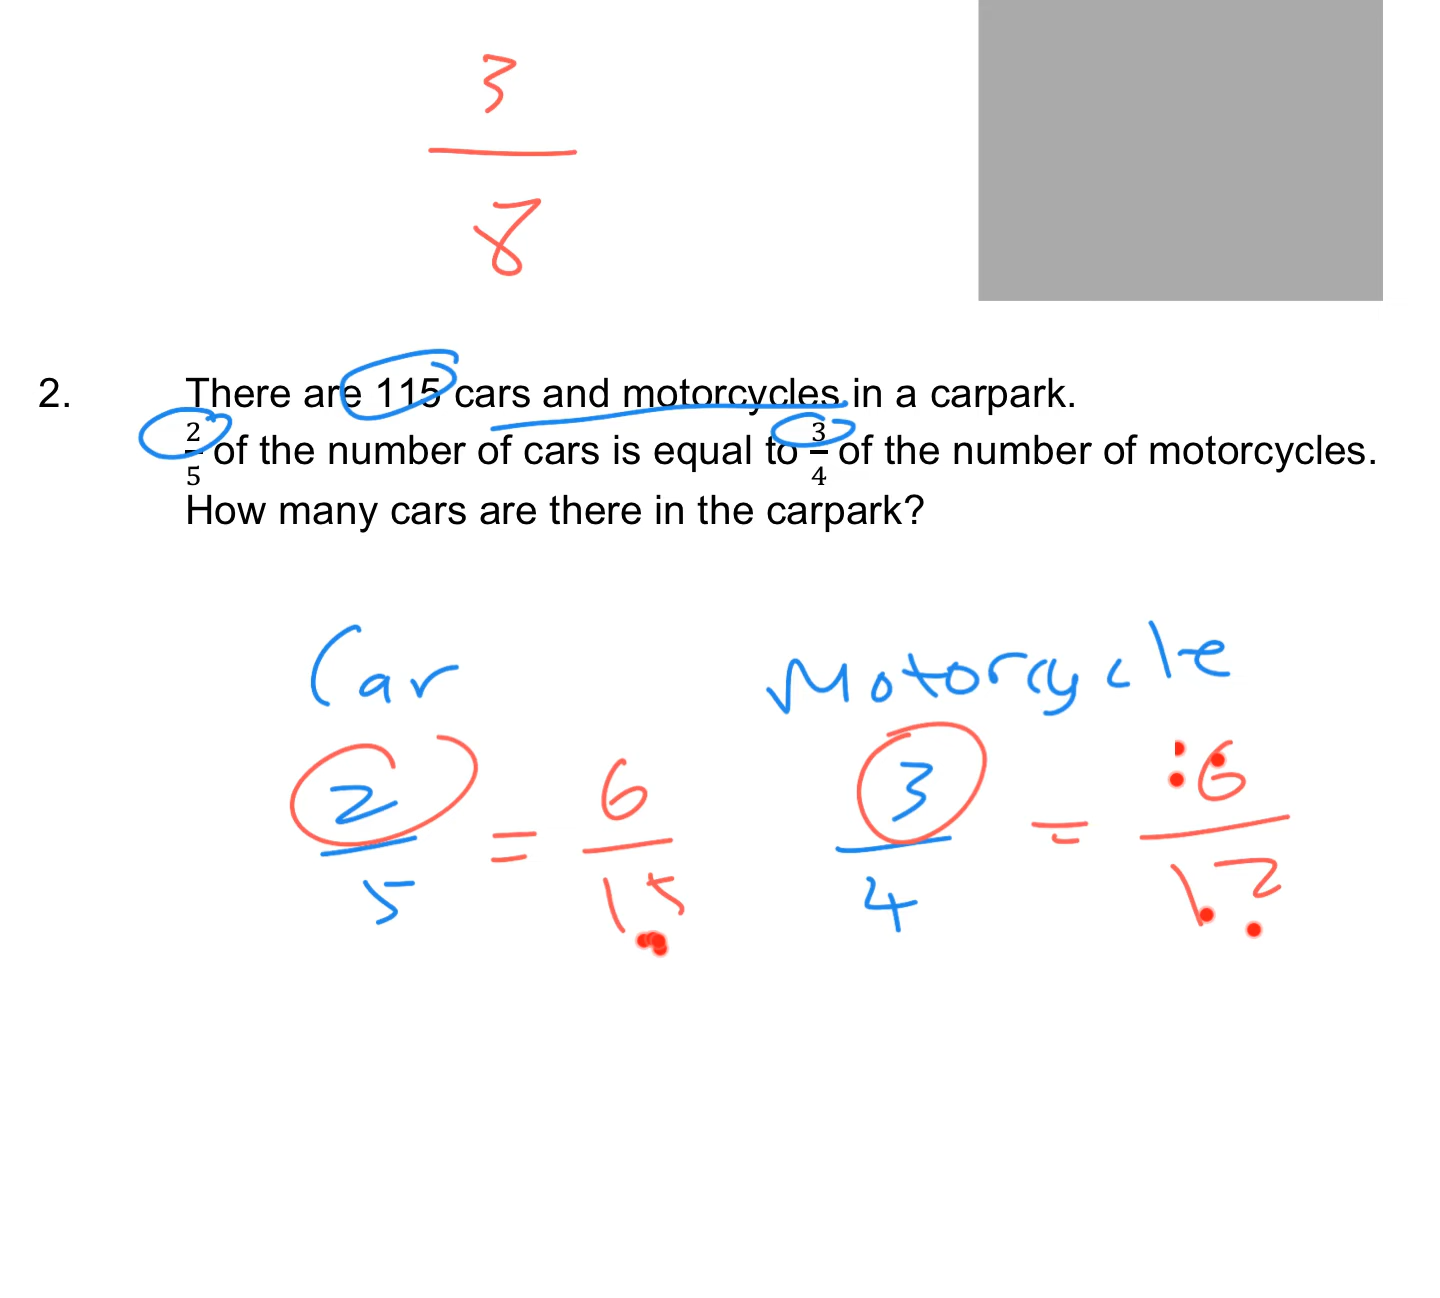 3
8
2. There are 115 cars and motorcycles in a carpark.
2/5 of the number of cars is equal to 3/4 of the number of motorcycles.
How many cars are there in the carpark?
Car Motorcycle
2/5 = 6/15 3/4 = 6/12